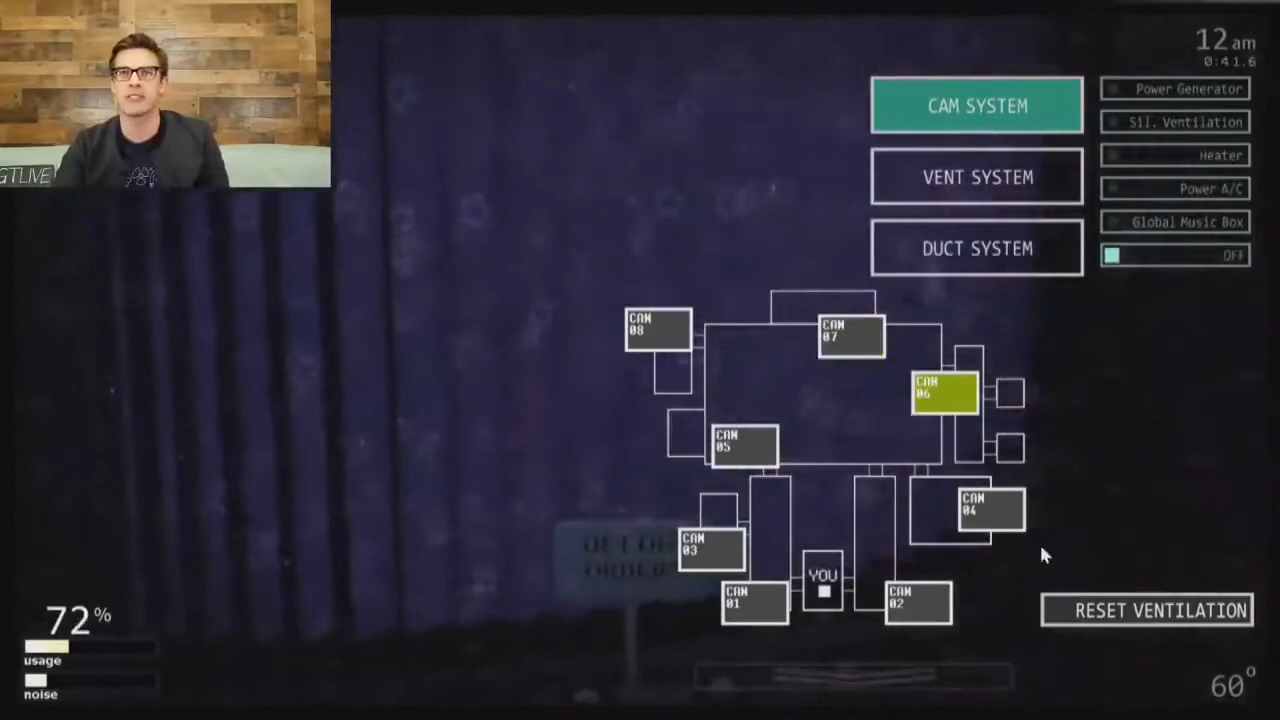 GTLIVE
12 am
0:41.6
CAM SYSTEM
VENT SYSTEM
DUCT SYSTEM
Power Generator
Sil. Ventilation
Heater
Power A/C
Global Music Box
OFF
CAM
08
CAM
07
CAM
06
CAM
05
CAM
04
CAM
03
CAM
01
YOU
CAM
02
RESET VENTILATION
72%
usage
noise
60°